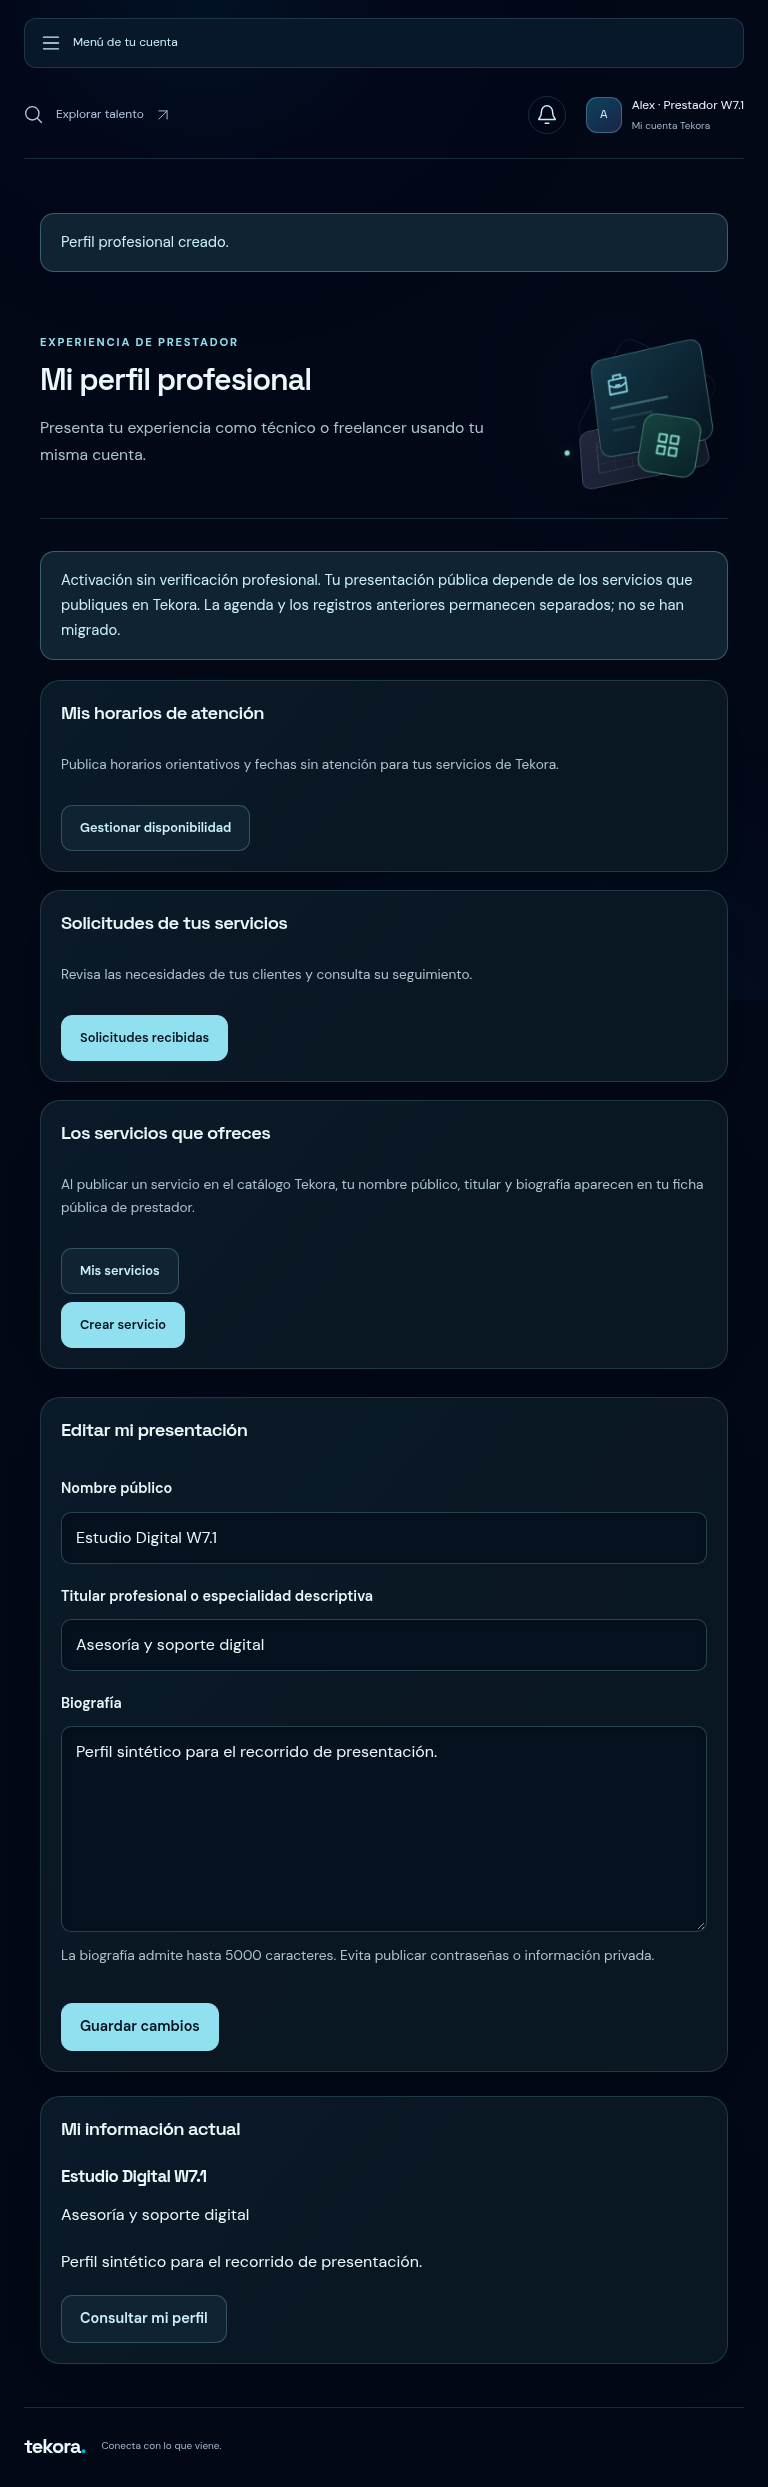 Menú de tu cuenta
Explorar talento
A
Alex · Prestador W7.1
Mi cuenta Tekora
Perfil profesional creado.
EXPERIENCIA DE PRESTADOR
Mi perfil profesional
Presenta tu experiencia como técnico o freelancer usando tu
misma cuenta.
Activación sin verificación profesional. Tu presentación pública depende de los servicios que
publiques en Tekora. La agenda y los registros anteriores permanecen separados; no se han
migrado.
Mis horarios de atención
Publica horarios orientativos y fechas sin atención para tus servicios de Tekora.
Gestionar disponibilidad
Solicitudes de tus servicios
Revisa las necesidades de tus clientes y consulta su seguimiento.
Solicitudes recibidas
Los servicios que ofreces
Al publicar un servicio en el catálogo Tekora, tu nombre público, titular y biografía aparecen en tu ficha
pública de prestador.
Mis servicios
Crear servicio
Editar mi presentación
Nombre público
Estudio Digital W7.1
Titular profesional o especialidad descriptiva
Asesoría y soporte digital
Biografía
Perfil sintético para el recorrido de presentación.
La biografía admite hasta 5000 caracteres. Evita publicar contraseñas o información privada.
Guardar cambios
Mi información actual
Estudio Digital W7.1
Asesoría y soporte digital
Perfil sintético para el recorrido de presentación.
Consultar mi perfil
tekora.
Conecta con lo que viene.